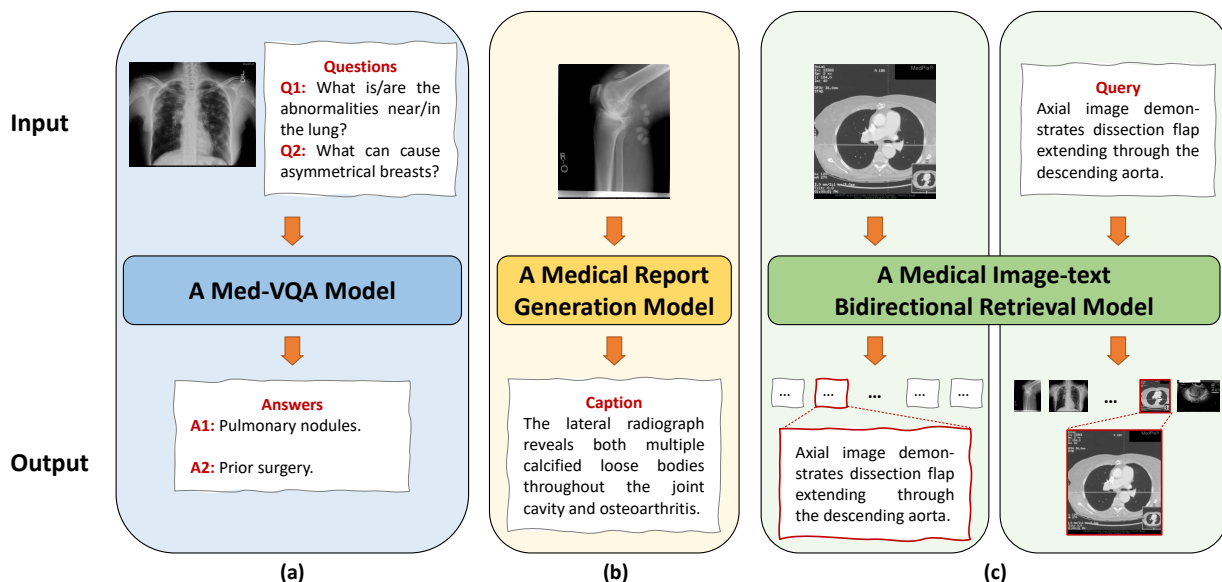 Input
Questions
Q1: What is/are the
abnormalities near/in
the lung?
Q2: What can cause
asymmetrical breasts?
A Med-VQA Model
Output
Answers
A1: Pulmonary nodules.
A2: Prior surgery.
(a)
A Medical Report
Generation Model
Caption
The lateral radiograph
reveals both multiple
calcified loose bodies
throughout the joint
cavity and osteoarthritis.
(b)
MedPix
Query
Axial image demon-
strates dissection flap
extending through the
descending aorta.
A Medical Image-text
Bidirectional Retrieval Model
... ... ... ... ...
Axial image demon-
strates dissection flap
extending through
the descending aorta.
...
(c)